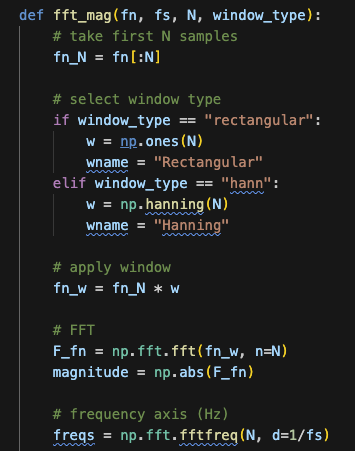 def fft_mag(fn, fs, N, window_type):
    # take first N samples
    fn_N = fn[:N]

    # select window type
    if window_type == "rectangular":
        w = np.ones(N)
        wname = "Rectangular"
    elif window_type == "hann":
        w = np.hanning(N)
        wname = "Hanning"

    # apply window
    fn_w = fn_N * w

    # FFT
    F_fn = np.fft.fft(fn_w, n=N)
    magnitude = np.abs(F_fn)

    # frequency axis (Hz)
    freqs = np.fft.fftfreq(N, d=1/fs)